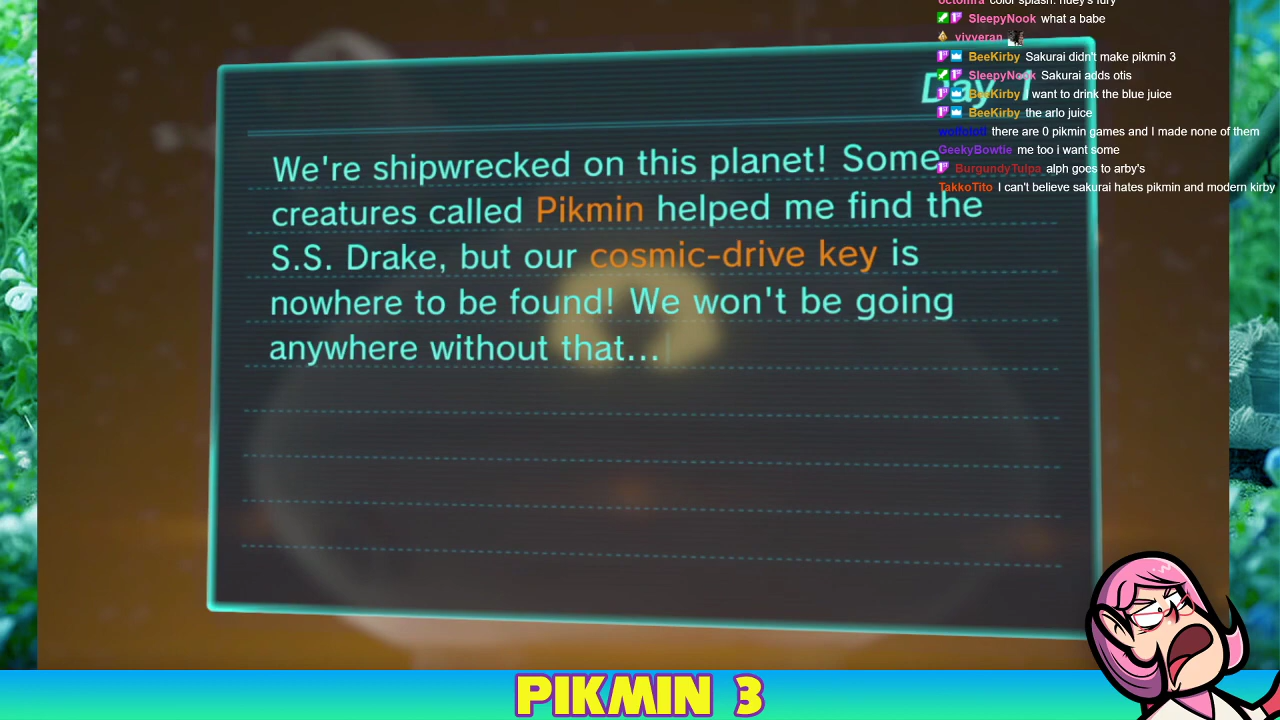 octomra color splash: huey's fury
SleepyNook what a babe
vivveran
BeeKirby Sakurai didn't make pikmin 3
SleepyNook Sakurai adds otis
BeeKirby I want to drink the blue juice
BeeKirby the arlo juice
there are 0 pikmin games and I made none of them
GeekyBowtie me too i want some
BurgundyTulpa alph goes to arby's
TakkoTito I can't believe sakurai hates pikmin and modern kirby
Day 1
We're shipwrecked on this planet! Some
creatures called Pikmin helped me find the
S.S. Drake, but our cosmic-drive key is
nowhere to be found! We won't be going
anywhere without that...
PIKMIN 3